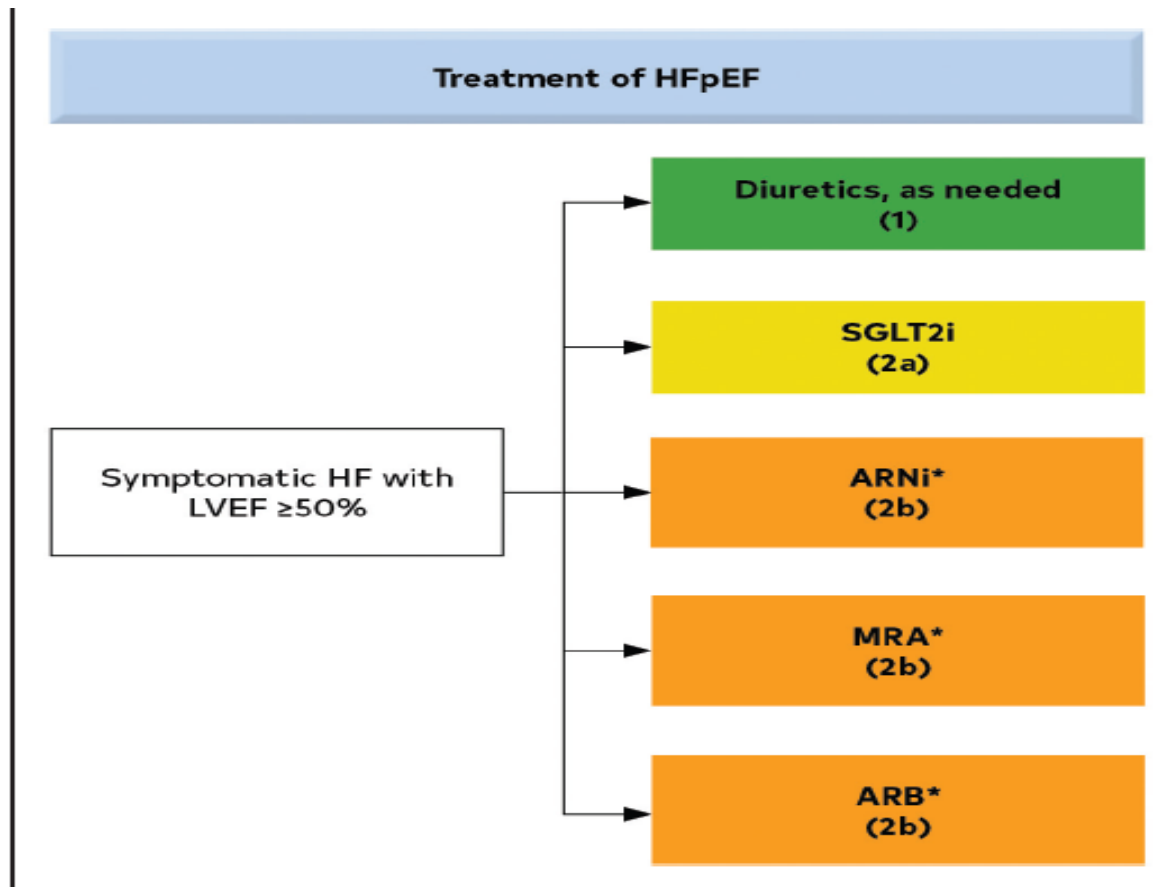 Treatment of HFpEF
Diuretics, as needed
(1)
SGLT2i
(2a)
Symptomatic HF with
LVEF ≥50%
ARNi*
(2b)
MRA*
(2b)
ARB*
(2b)